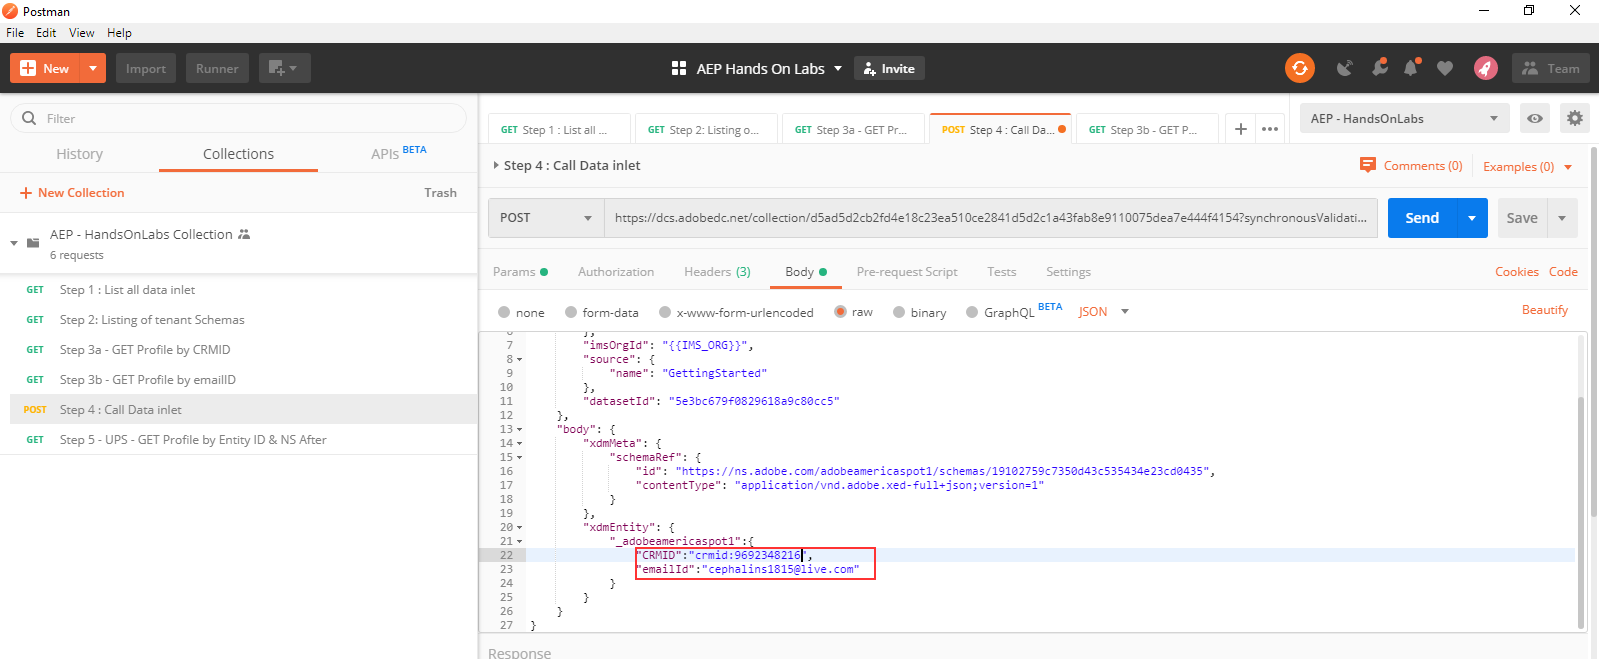 Postman
File Edit View Help
New Import Runner AEP Hands On Labs Invite Team
Filter
History Collections APIs BETA
New Collection Trash
AEP - HandsOnLabs Collection
6 requests
GET Step 1 : List all data inlet
GET Step 2: Listing of tenant Schemas
GET Step 3a - GET Profile by CRMID
GET Step 3b - GET Profile by emailID
POST Step 4 : Call Data inlet
GET Step 5 - UPS - GET Profile by Entity ID & NS After
GET Step 1 : List all ... GET Step 2: Listing o... GET Step 3a - GET Pr... POST Step 4 : Call Da... GET Step 3b - GET P... AEP - HandsOnLabs
Step 4 : Call Data inlet Comments (0) Examples (0)
POST https://dcs.adobedc.net/collection/d5ad5d2cb2fd4e18c23ea510ce2841d5d2c1a43fab8e9110075dea7e444f4154?synchronousValidati... Send Save
Params Authorization Headers (3) Body Pre-request Script Tests Settings Cookies Code
none form-data x-www-form-urlencoded raw binary GraphQL BETA JSON Beautify
6 },
7 "imsOrgId": "{{IMS_ORG}}",
8 "source": {
9 "name": "GettingStarted"
10 },
11 "datasetId": "5e3bc679f0829618a9c80cc5"
12 },
13 "body": {
14 "xdmMeta": {
15 "schemaRef": {
16 "id": "https://ns.adobe.com/adobeamericaspot1/schemas/19102759c7350d43c535434e23cd0435",
17 "contentType": "application/vnd.adobe.xed-full+json;version=1"
18 }
19 },
20 "xdmEntity": {
21 "_adobeamericaspot1":{
22 "CRMID":"crmid:9692348216",
23 "emailId":"cephalins1815@live.com"
24 }
25 }
26 }
27 }
Response